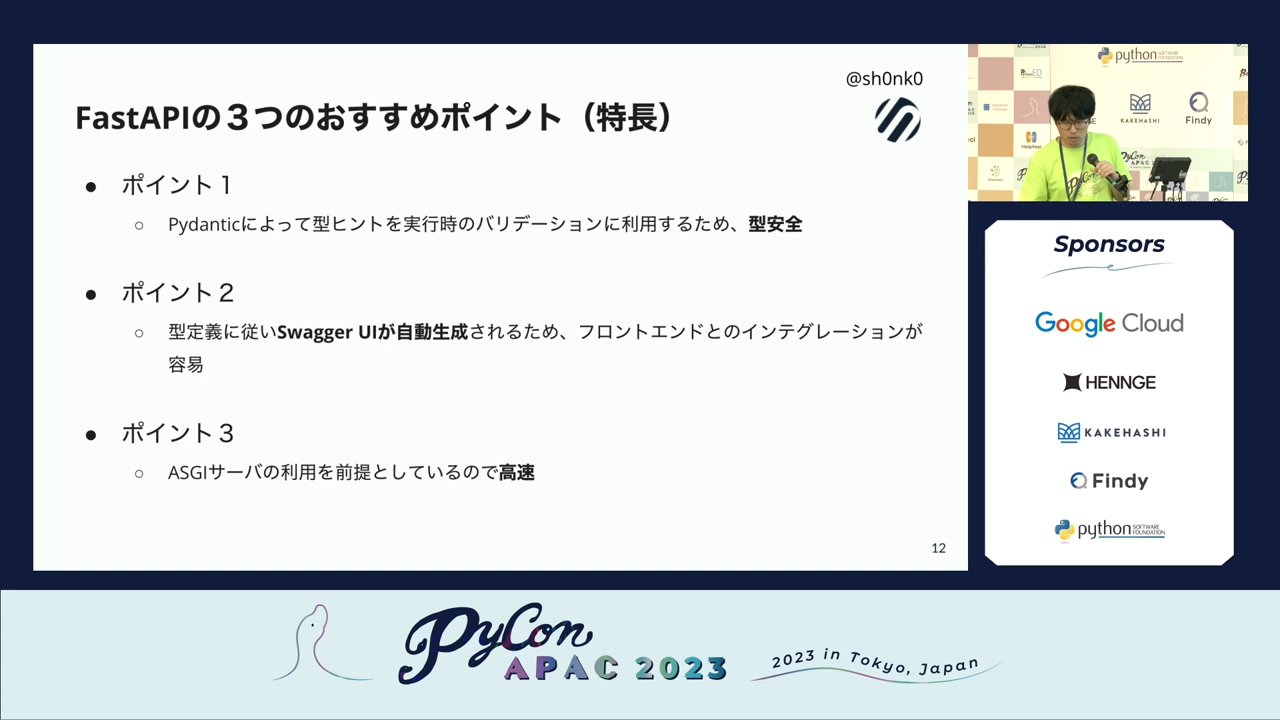 @sh0nk0
FastAPIの３つのおすすめポイント（特長）
● ポイント１
○ Pydanticによって型ヒントを実行時のバリデーションに利用するため、型安全
● ポイント２
○ 型定義に従いSwagger UIが自動生成されるため、フロントエンドとのインテグレーションが
容易
● ポイント３
○ ASGIサーバの利用を前提としているので高速
12
python SOFTWARE FOUNDATION
KAKEHASHI
Findy
Helpfeel
PyCon
APAC
Sponsors
Google Cloud
HENNGE
KAKEHASHI
Findy
python SOFTWARE FOUNDATION
PyCon
APAC 2023
2023 in Tokyo, Japan